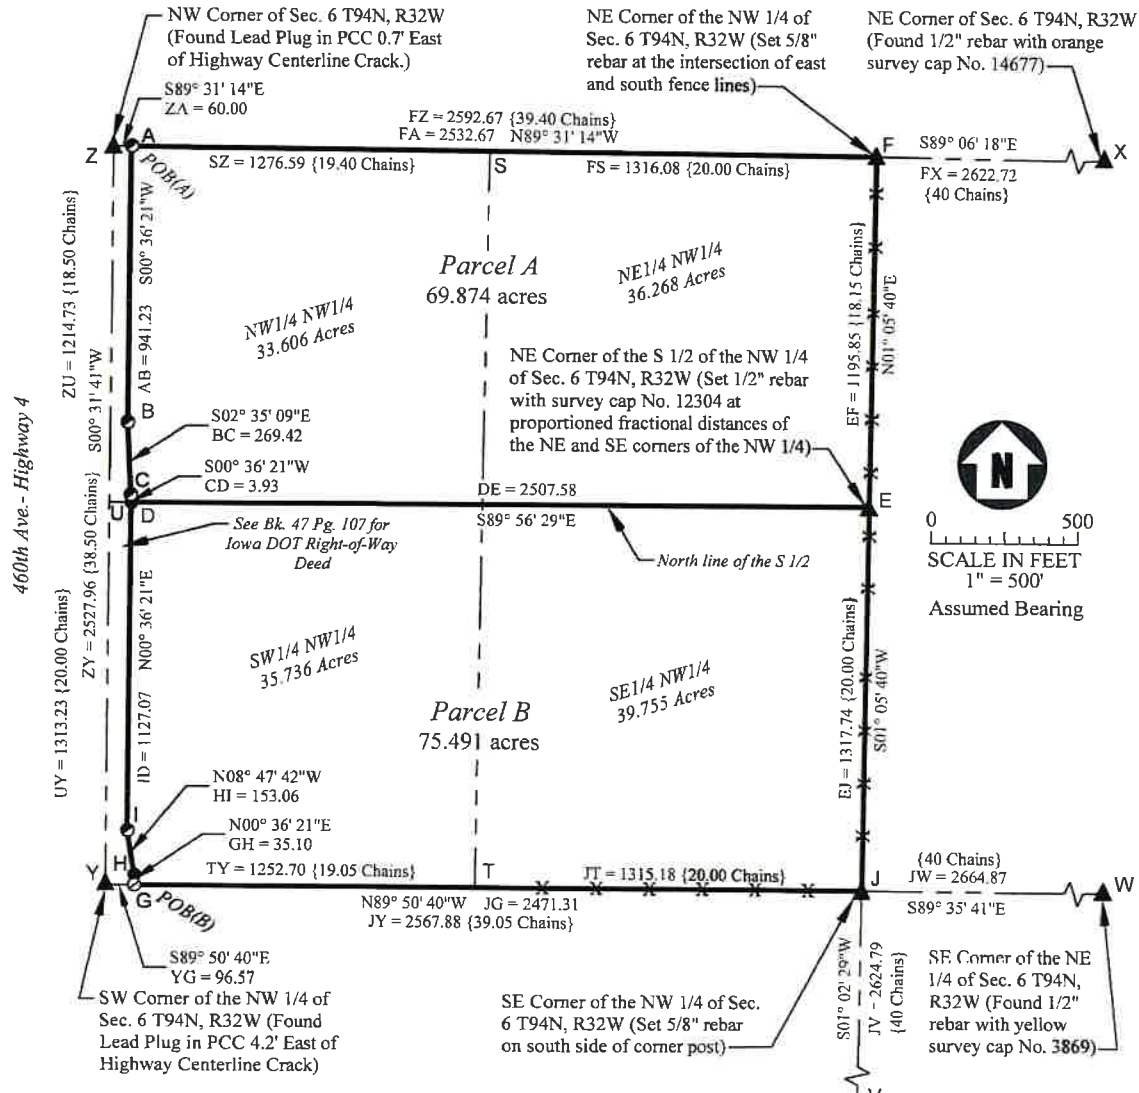 NW Corner of Sec. 6 T94N, R32W
(Found Lead Plug in PCC 0.7' East
of Highway Centerline Crack.)
NE Corner of the NW 1/4 of
Sec. 6 T94N, R32W (Set 5/8"
rebar at the intersection of east
and south fence lines)
NE Corner of Sec. 6 T94N, R32W
(Found 1/2" rebar with orange
survey cap No. 14677)
S89° 31' 14"E
ZA = 60.00
FZ = 2592.67 {39.40 Chains}
FA = 2532.67 N89° 31' 14"W
Z
A
POB(A)
SZ = 1276.59 {19.40 Chains}
S
FS = 1316.08 {20.00 Chains}
F
S89° 06' 18"E
FX = 2622.72
{40 Chains}
X
ZU = 1214.73 {18.50 Chains}
S00° 31' 41"W
AB = 941.23 S00° 36' 21"W
Parcel A
69.874 acres
NW1/4 NW1/4
33.606 Acres
NE1/4 NW1/4
36.268 Acres
EF = 1195.85 {18.15 Chains}
N01° 05' 40"E
NE Corner of the S 1/2 of the NW 1/4
of Sec. 6 T94N, R32W (Set 1/2" rebar
with survey cap No. 12304 at
proportioned fractional distances of
the NE and SE corners of the NW 1/4)
460th Ave.- Highway 4
B
S02° 35' 09"E
BC = 269.42
S00° 36' 21"W
CD = 3.93
C
U
D
DE = 2507.58
S89° 56' 29"E
E
See Bk. 47 Pg. 107 for
Iowa DOT Right-of-Way
Deed
North line of the S 1/2
N
0 500
SCALE IN FEET
1" = 500'
Assumed Bearing
ZY = 2527.96 {38.50 Chains}
UY = 1313.23 {20.00 Chains}
ID = 1127.07 N00° 36' 21"E
SW1/4 NW1/4
35.736 Acres
SE1/4 NW1/4
39.755 Acres
Parcel B
75.491 acres
EJ = 1317.74 {20.00 Chains}
S01° 05' 40"W
N08° 47' 42"W
HI = 153.06
I
N00° 36' 21"E
GH = 35.10
H
Y
TY = 1252.70 {19.05 Chains}
T
JT = 1315.18 {20.00 Chains}
J
{40 Chains}
JW = 2664.87
S89° 35' 41"E
W
G
POB(B)
N89° 50' 40"W JG = 2471.31
JY = 2567.88 {39.05 Chains}
S89° 50' 40"E
YG = 96.57
SW Corner of the NW 1/4 of
Sec. 6 T94N, R32W (Found
Lead Plug in PCC 4.2' East of
Highway Centerline Crack)
SE Corner of the NW 1/4 of Sec.
6 T94N, R32W (Set 5/8" rebar
on south side of corner post)
S01° 02' 29"W
JV - 2624.79
{40 Chains}
SE Corner of the NE
1/4 of Sec. 6 T94N,
R32W (Found 1/2"
rebar with yellow
survey cap No. 3869)